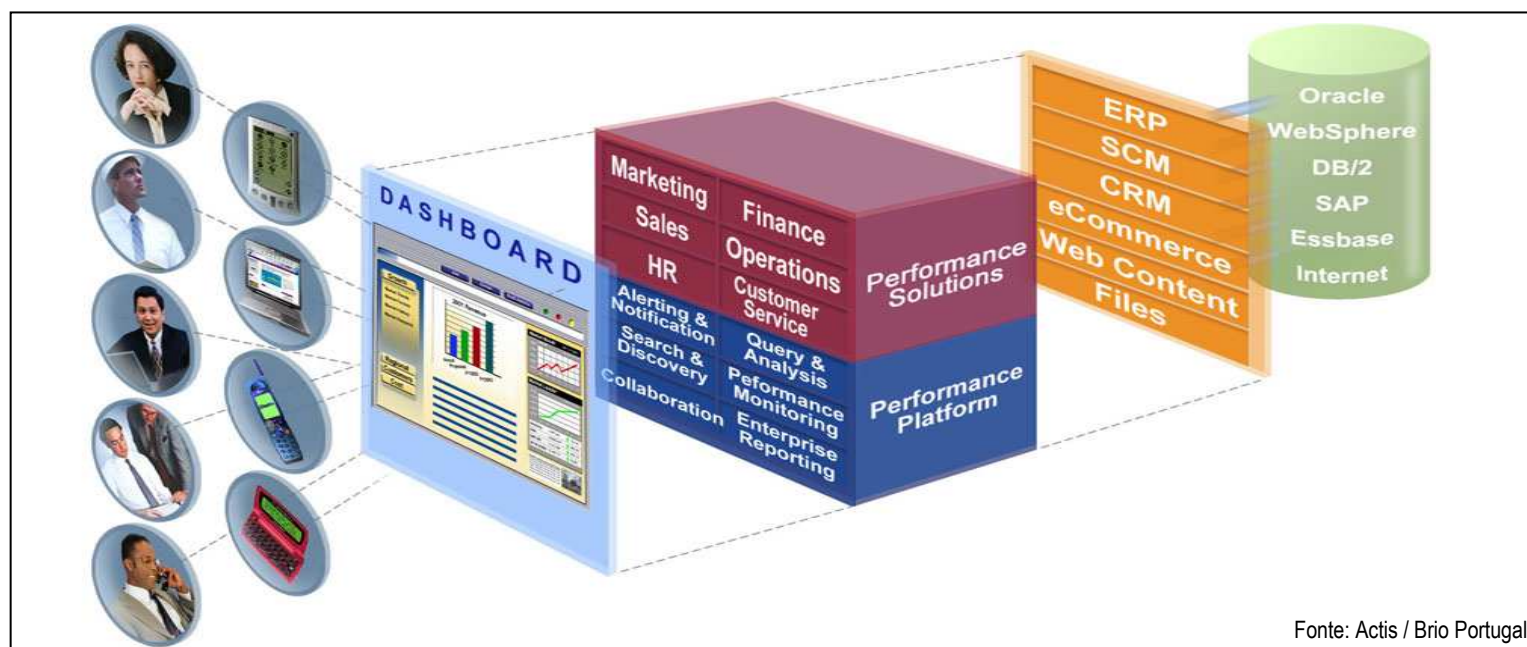 DASHBOARD
Marketing
Sales
HR
Finance
Operations
Customer
Service
Alerting &
Notification
Search &
Discovery
Collaboration
Query &
Analysis
Peformance
Monitoring
Enterprise
Reporting
Performance
Solutions
Performance
Platform
ERP
SCM
CRM
eCommerce
Web Content
Files
Oracle
WebSphere
DB/2
SAP
Essbase
Internet
Fonte: Actis / Brio Portugal